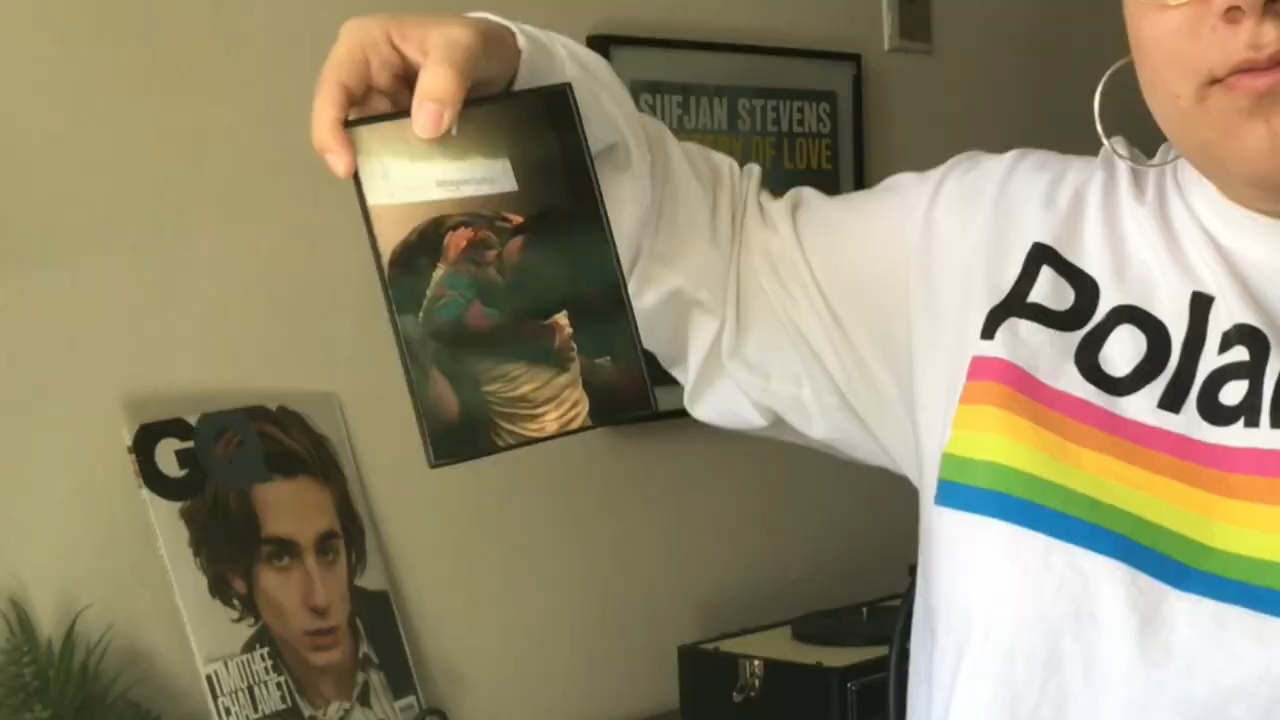 SUFJAN STEVENS
OF LOVE
Pola
GQ
TIMOTHÉE
CHALAMET